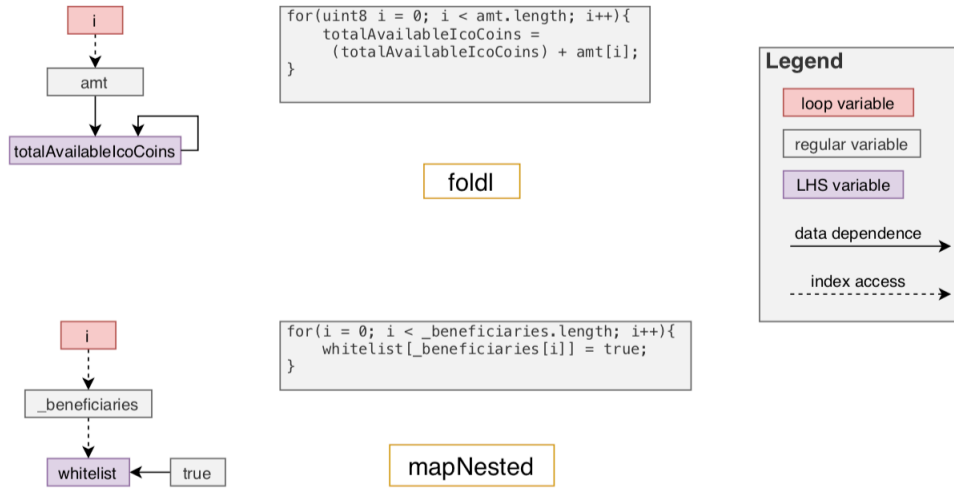 i
amt
totalAvailableIcoCoins
for(uint8 i = 0; i < amt.length; i++){
totalAvailableIcoCoins =
(totalAvailableIcoCoins) + amt[i];
}
foldl
Legend
loop variable
regular variable
LHS variable
data dependence
index access
i
_beneficiaries
whitelist
true
for(i = 0; i < _beneficiaries.length; i++){
whitelist[_beneficiaries[i]] = true;
}
mapNested